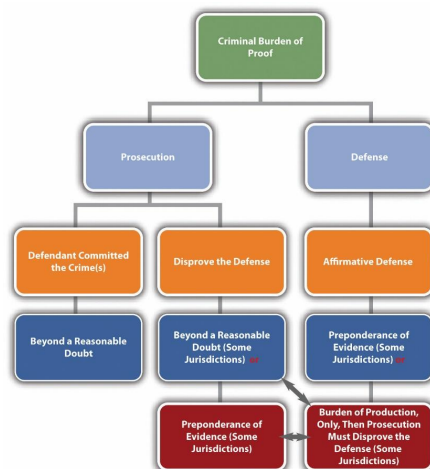 Criminal Burden of
Proof
Prosecution
Defense
Defendant Committed
the Crime(s)
Disprove the Defense
Affirmative Defense
Beyond a Reasonable
Doubt
Beyond a Reasonable
Doubt (Some
Jurisdictions) or
Preponderance of
Evidence (Some
Jurisdictions) or
Preponderance of
Evidence (Some
Jurisdictions)
Burden of Production,
Only, Then Prosecution
Must Disprove the
Defense (Some
Jurisdictions)